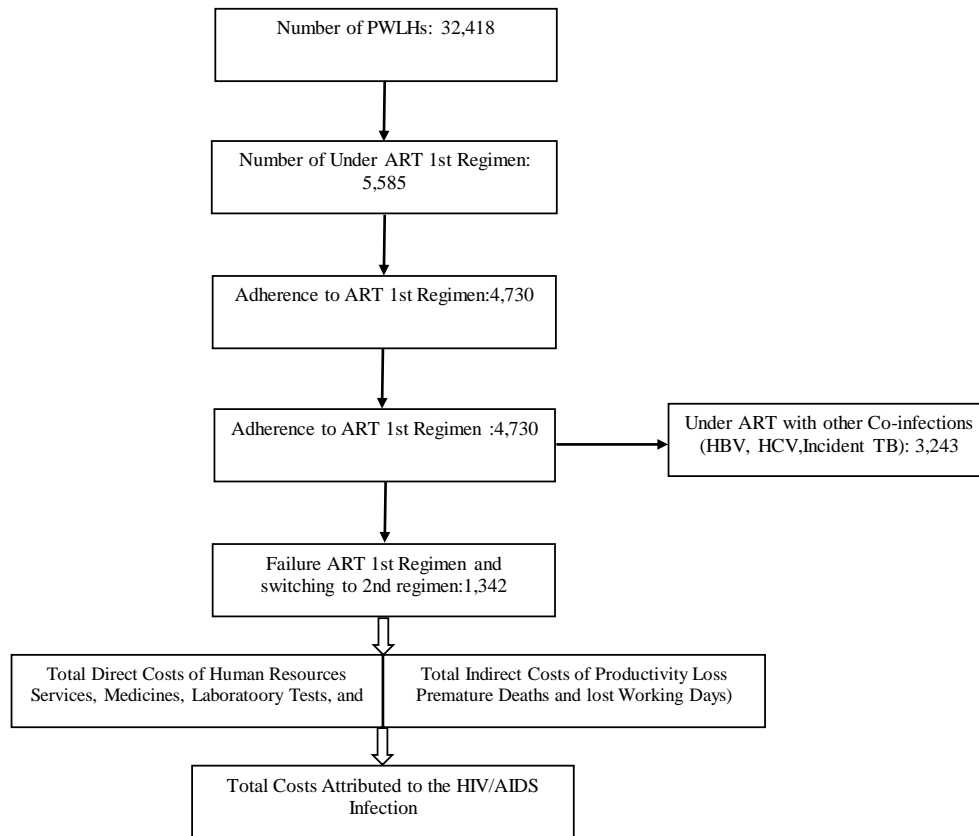 Number of PWLHs: 32,418
Number of Under ART 1st Regimen:
5,585
Adherence to ART 1st Regimen:4,730
Adherence to ART 1st Regimen :4,730
Under ART with other Co-infections
(HBV, HCV,Incident TB): 3,243
Failure ART 1st Regimen and
switching to 2nd regimen:1,342
Total Direct Costs of Human Resources
Services, Medicines, Laboratoory Tests, and
Total Indirect Costs of Productivity Loss
Premature Deaths and lost Working Days)
Total Costs Attributed to the HIV/AIDS
Infection